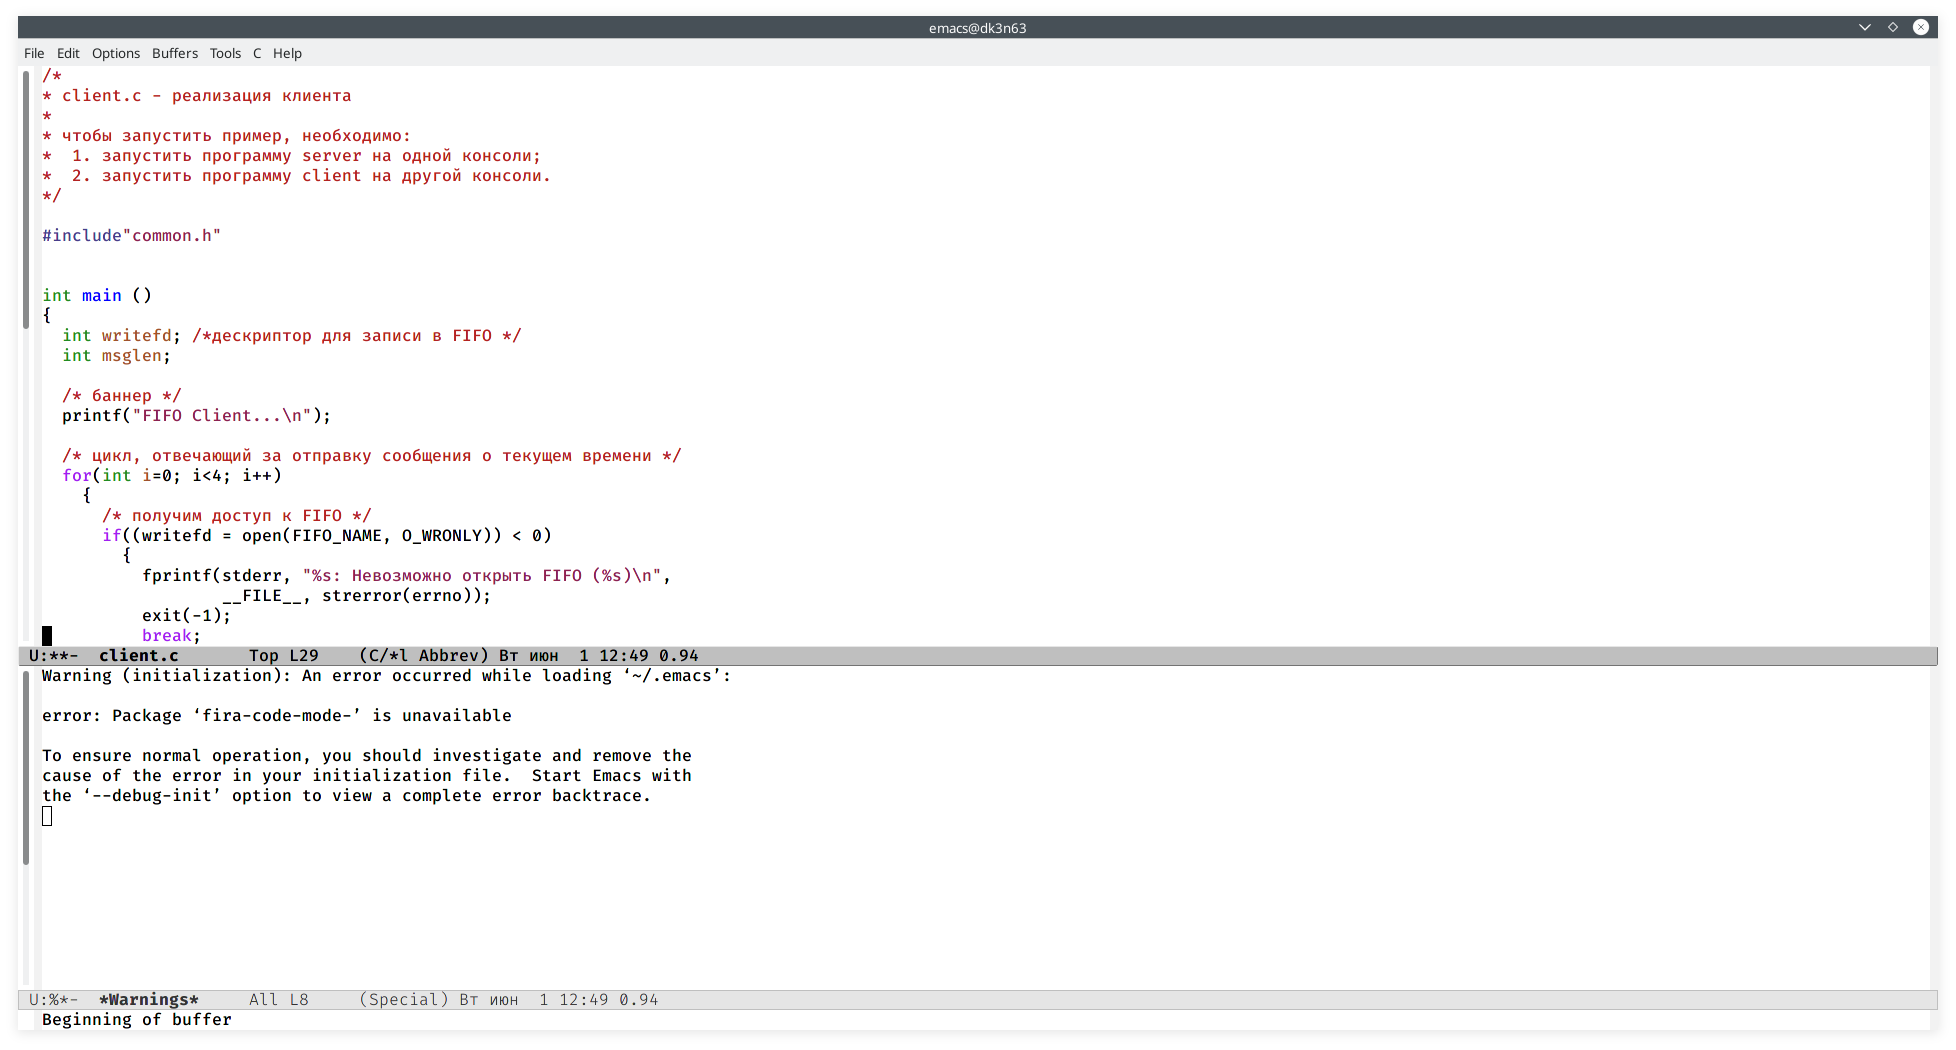 emacs@dk3n63
File Edit Options Buffers Tools C Help
/*
* client.c - реализация клиента
*
* чтобы запустить пример, необходимо:
*  1. запустить программу server на одной консоли;
*  2. запустить программу client на другой консоли.
*/
#include"common.h"
int main ()
{
  int writefd; /*дескриптор для записи в FIFO */
  int msglen;
  /* баннер */
  printf("FIFO Client...\n");
  /* цикл, отвечающий за отправку сообщения о текущем времени */
  for(int i=0; i<4; i++)
    {
      /* получим доступ к FIFO */
      if((writefd = open(FIFO_NAME, O_WRONLY)) < 0)
        {
          fprintf(stderr, "%s: Невозможно открыть FIFO (%s)\n",
                  __FILE__, strerror(errno));
          exit(-1);
          break;
U:**-  client.c       Top L29    (C/*l Abbrev) Вт июн  1 12:49 0.94
Warning (initialization): An error occurred while loading ‘~/.emacs’:
error: Package ‘fira-code-mode-’ is unavailable
To ensure normal operation, you should investigate and remove the
cause of the error in your initialization file.  Start Emacs with
the ‘--debug-init’ option to view a complete error backtrace.
U:%*-  *Warnings*     All L8     (Special) Вт июн  1 12:49 0.94
Beginning of buffer